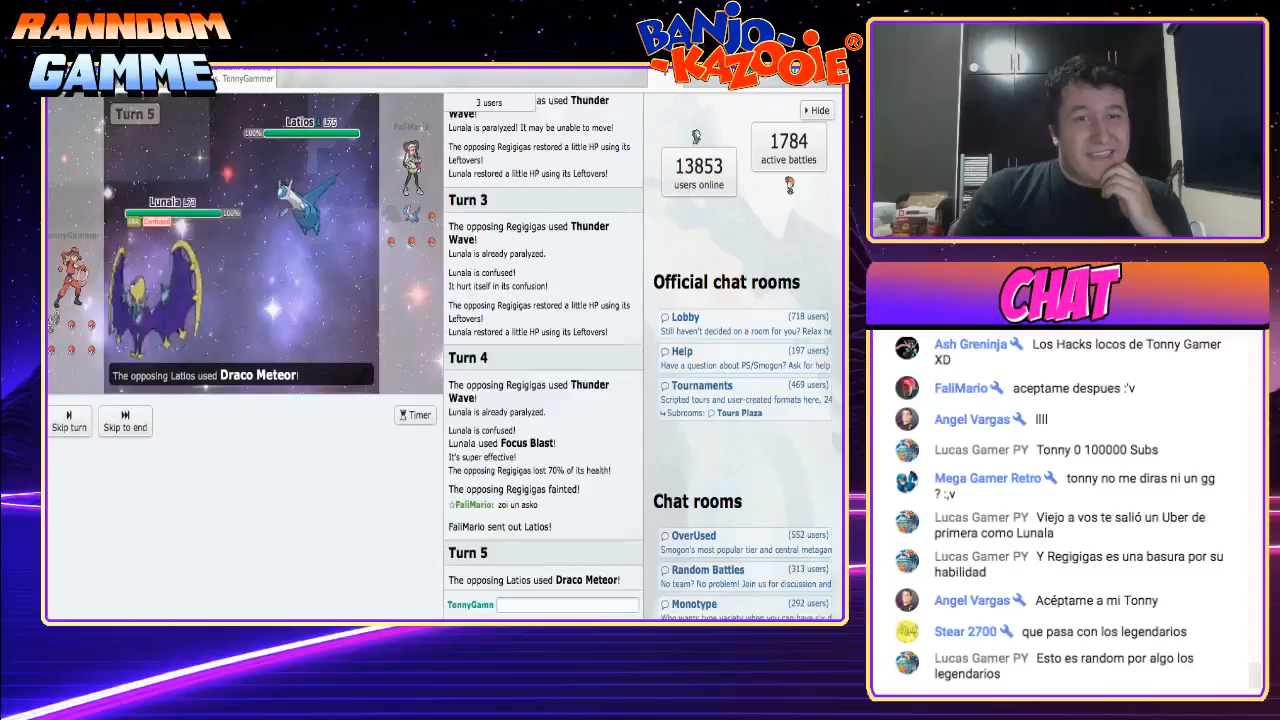 RANNDOM
GAMME
BANJO-
-KAZOOIE®
s. TonnyGammer
Turn 5
Latios
100%
FaliMario
Lunala L73
100%
Confused
TonnyGammer
The opposing Latios used Draco Meteor!
Skip turn
Skip to end
Timer
3 users
as used Thunder
Wave!
Lunala is paralyzed! It may be unable to move!
The opposing Regigigas restored a little HP using its
Leftovers!
Lunala restored a little HP using its Leftovers!
Turn 3
The opposing Regigigas used Thunder
Wave!
Lunala is already paralyzed.
Lunala is confused!
It hurt itself in its confusion!
The opposing Regigigas restored a little HP using its
Leftovers!
Lunala restored a little HP using its Leftovers!
Turn 4
The opposing Regigigas used Thunder
Wave!
Lunala is already paralyzed.
Lunala is confused!
Lunala used Focus Blast!
It's super effective!
The opposing Regigigas lost 70% of its health!
The opposing Regigigas fainted!
☆FaliMario: zoi un asko
FaliMario sent out Latios!
Turn 5
The opposing Latios used Draco Meteor!
TonnyGamn
Hide
13853
users online
1784
active battles
Official chat rooms
Lobby (718 users)
Still haven't decided on a room for you? Relax he
Help (197 users)
Have a question about PS/Smogon? Ask for help
Tournaments (469 users)
Scripted tours and user-created formats here, 24
Subrooms: Tours Plaza
Chat rooms
OverUsed (552 users)
Smogon's most popular tier and central metagan
Random Battles (313 users)
No team? No problem! Join us for discussion and
Monotype (292 users)
CHAT
Ash Greninja Los Hacks locos de Tonny Gamer
XD
FaliMario aceptame despues :'v
Angel Vargas llll
Lucas Gamer PY Tonny 0 100000 Subs
Mega Gamer Retro tonny no me diras ni un gg
? :,v
Lucas Gamer PY Viejo a vos te salió un Uber de
primera como Lunala
Lucas Gamer PY Y Regigigas es una basura por su
habilidad
Angel Vargas Acéptame a mi Tonny
Stear 2700 que pasa con los legendarios
Lucas Gamer PY Esto es random por algo los
legendarios